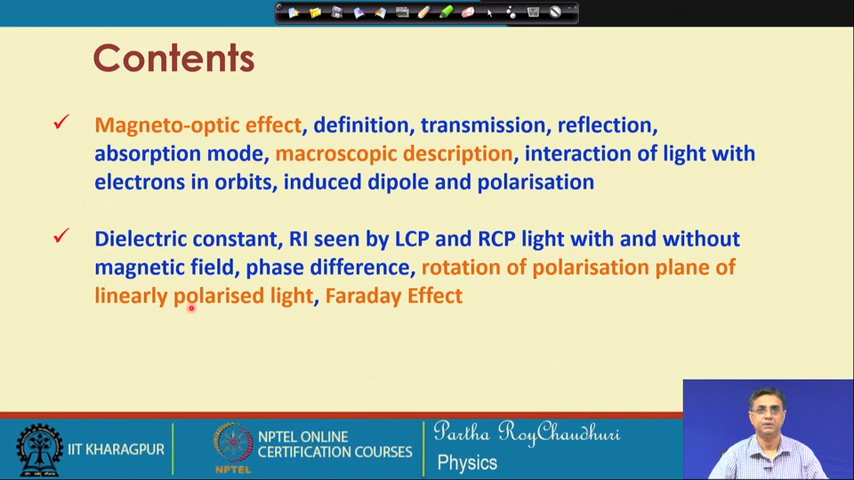 Contents
Magneto-optic effect, definition, transmission, reflection,
absorption mode, macroscopic description, interaction of light with
electrons in orbits, induced dipole and polarisation
Dielectric constant, RI seen by LCP and RCP light with and without
magnetic field, phase difference, rotation of polarisation plane of
linearly polarised light, Faraday Effect
IIT KHARAGPUR
NPTEL
NPTEL ONLINE
CERTIFICATION COURSES
Partha RoyChaudhuri
Physics